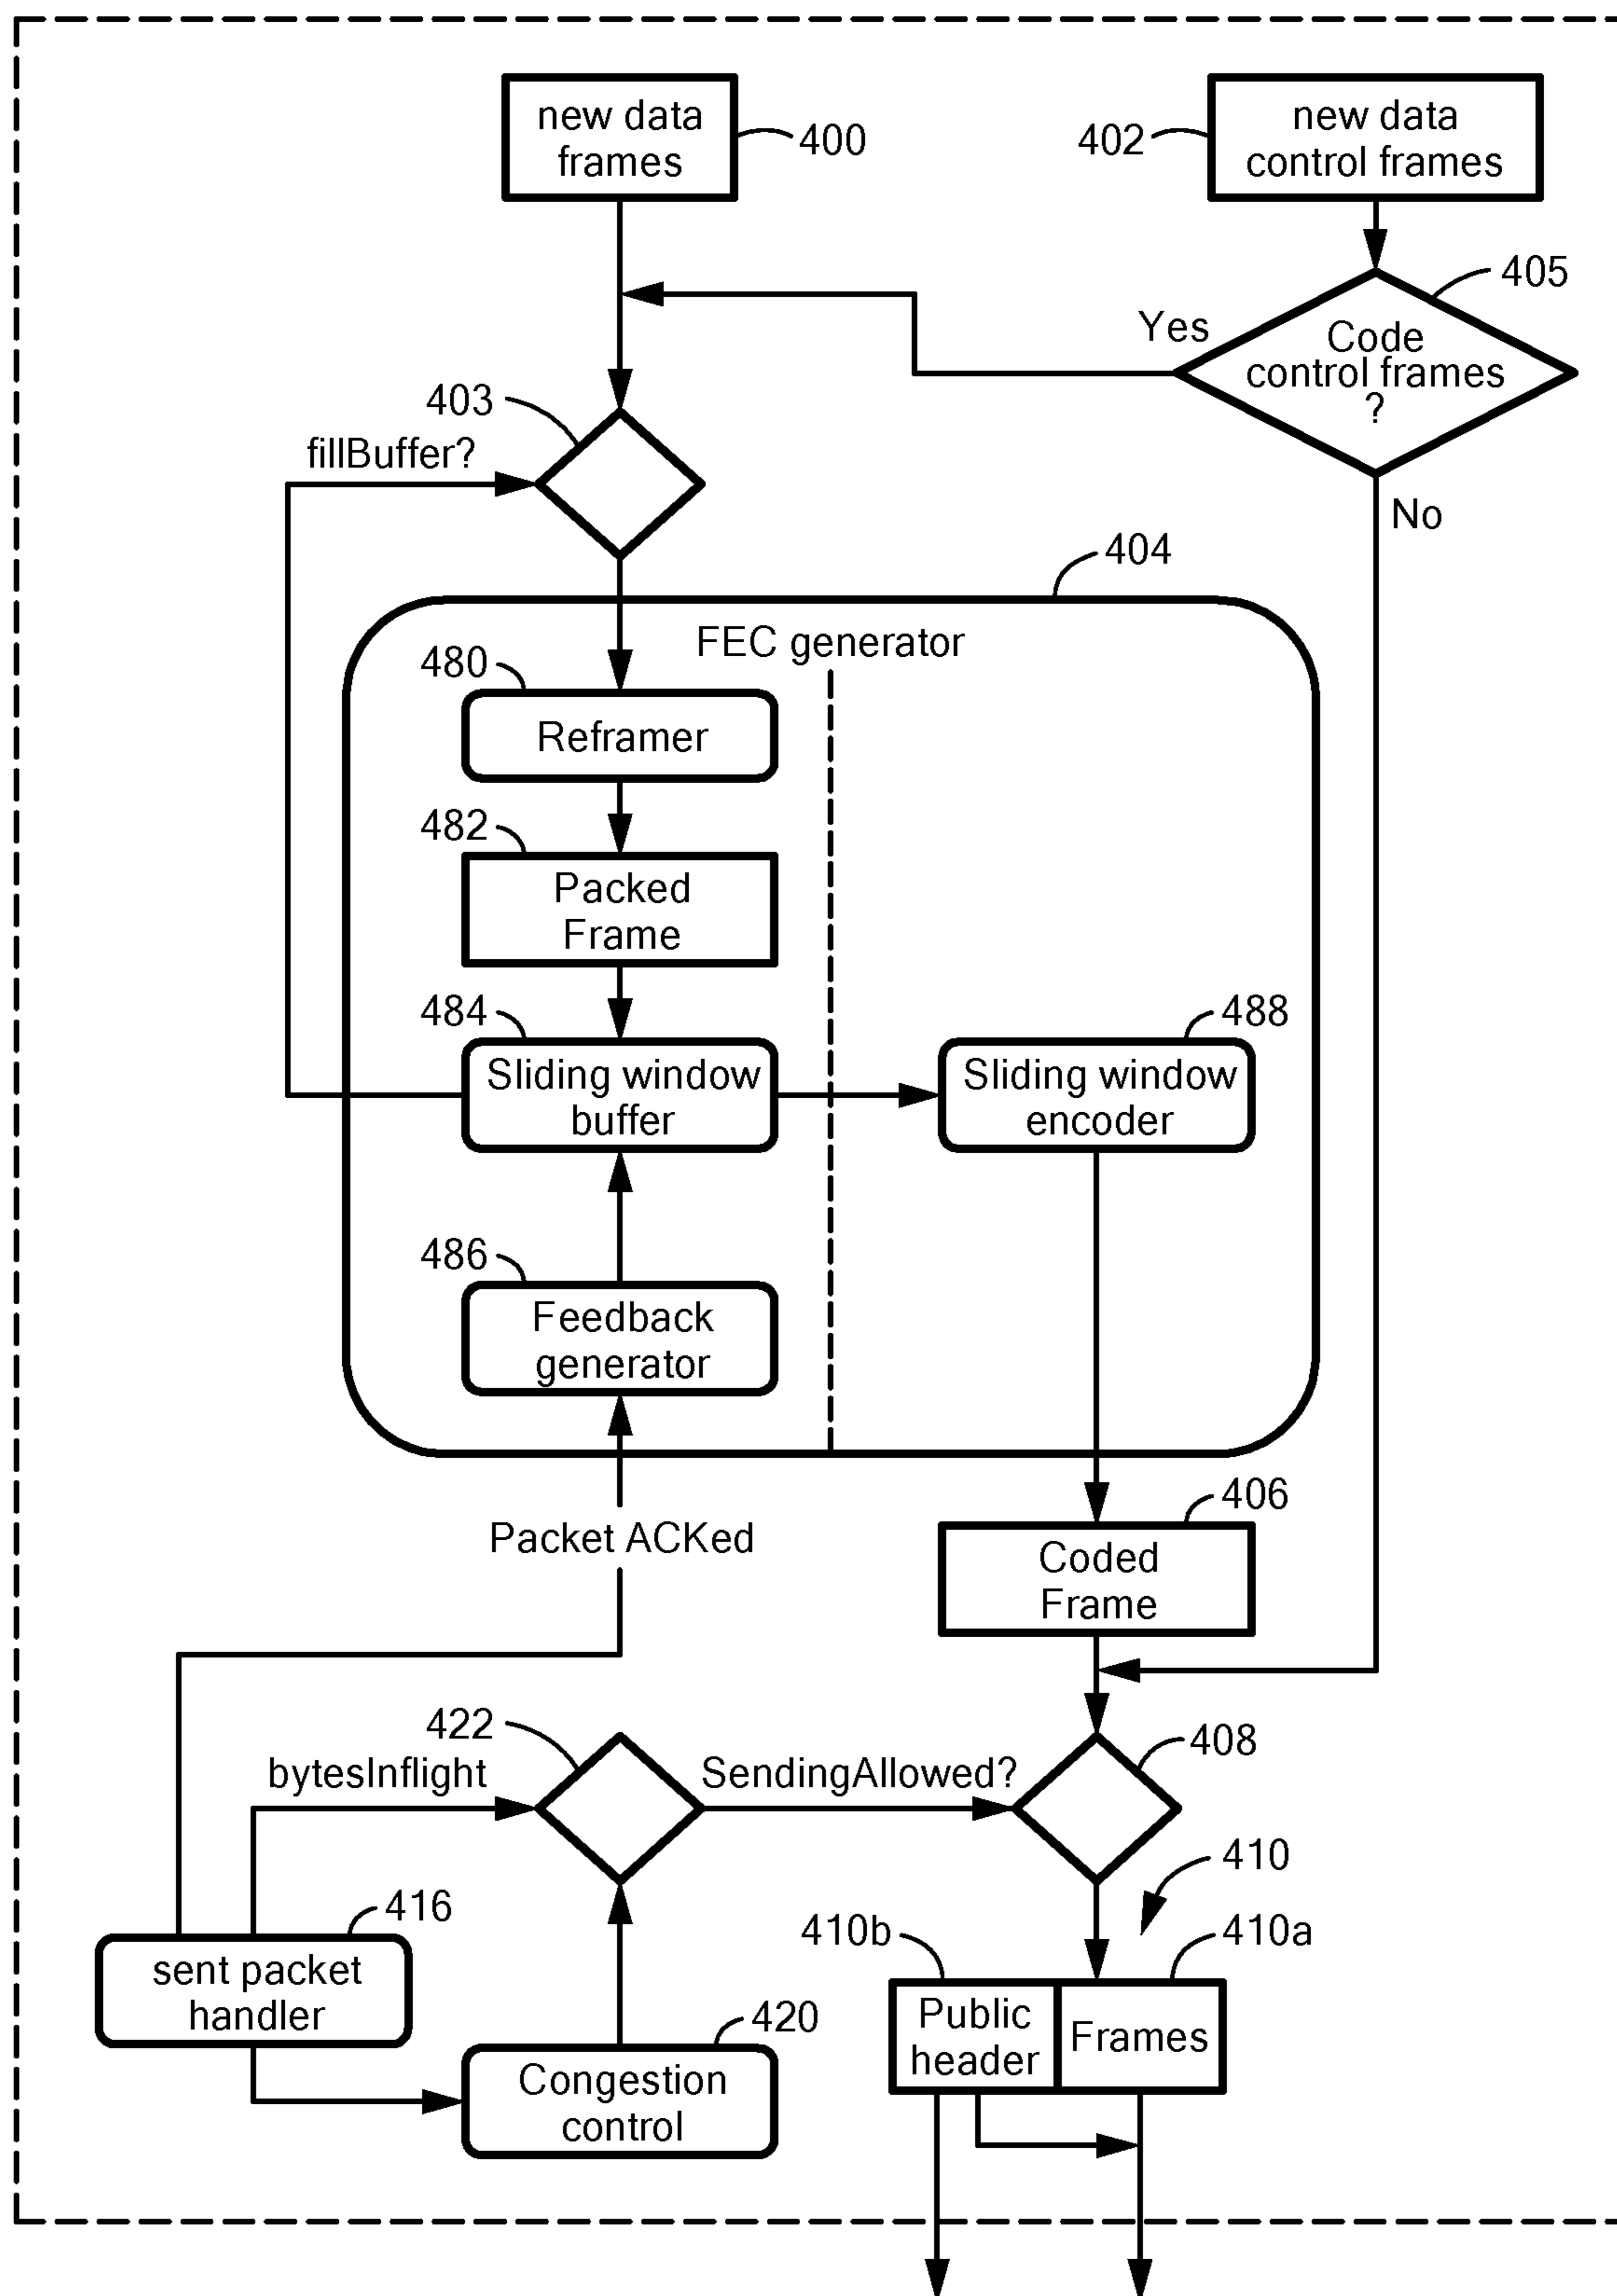 new data
frames
400
402
new data
control frames
405
Yes
Code
control frames
?
403
fillBuffer?
No
404
FEC generator
480
Reframer
482
Packed
Frame
484
Sliding window
buffer
488
Sliding window
encoder
486
Feedback
generator
Packet ACKed
406
Coded
Frame
422
bytesInflight
SendingAllowed?
408
410
416
sent packet
handler
410b
410a
Public
header
Frames
420
Congestion
control